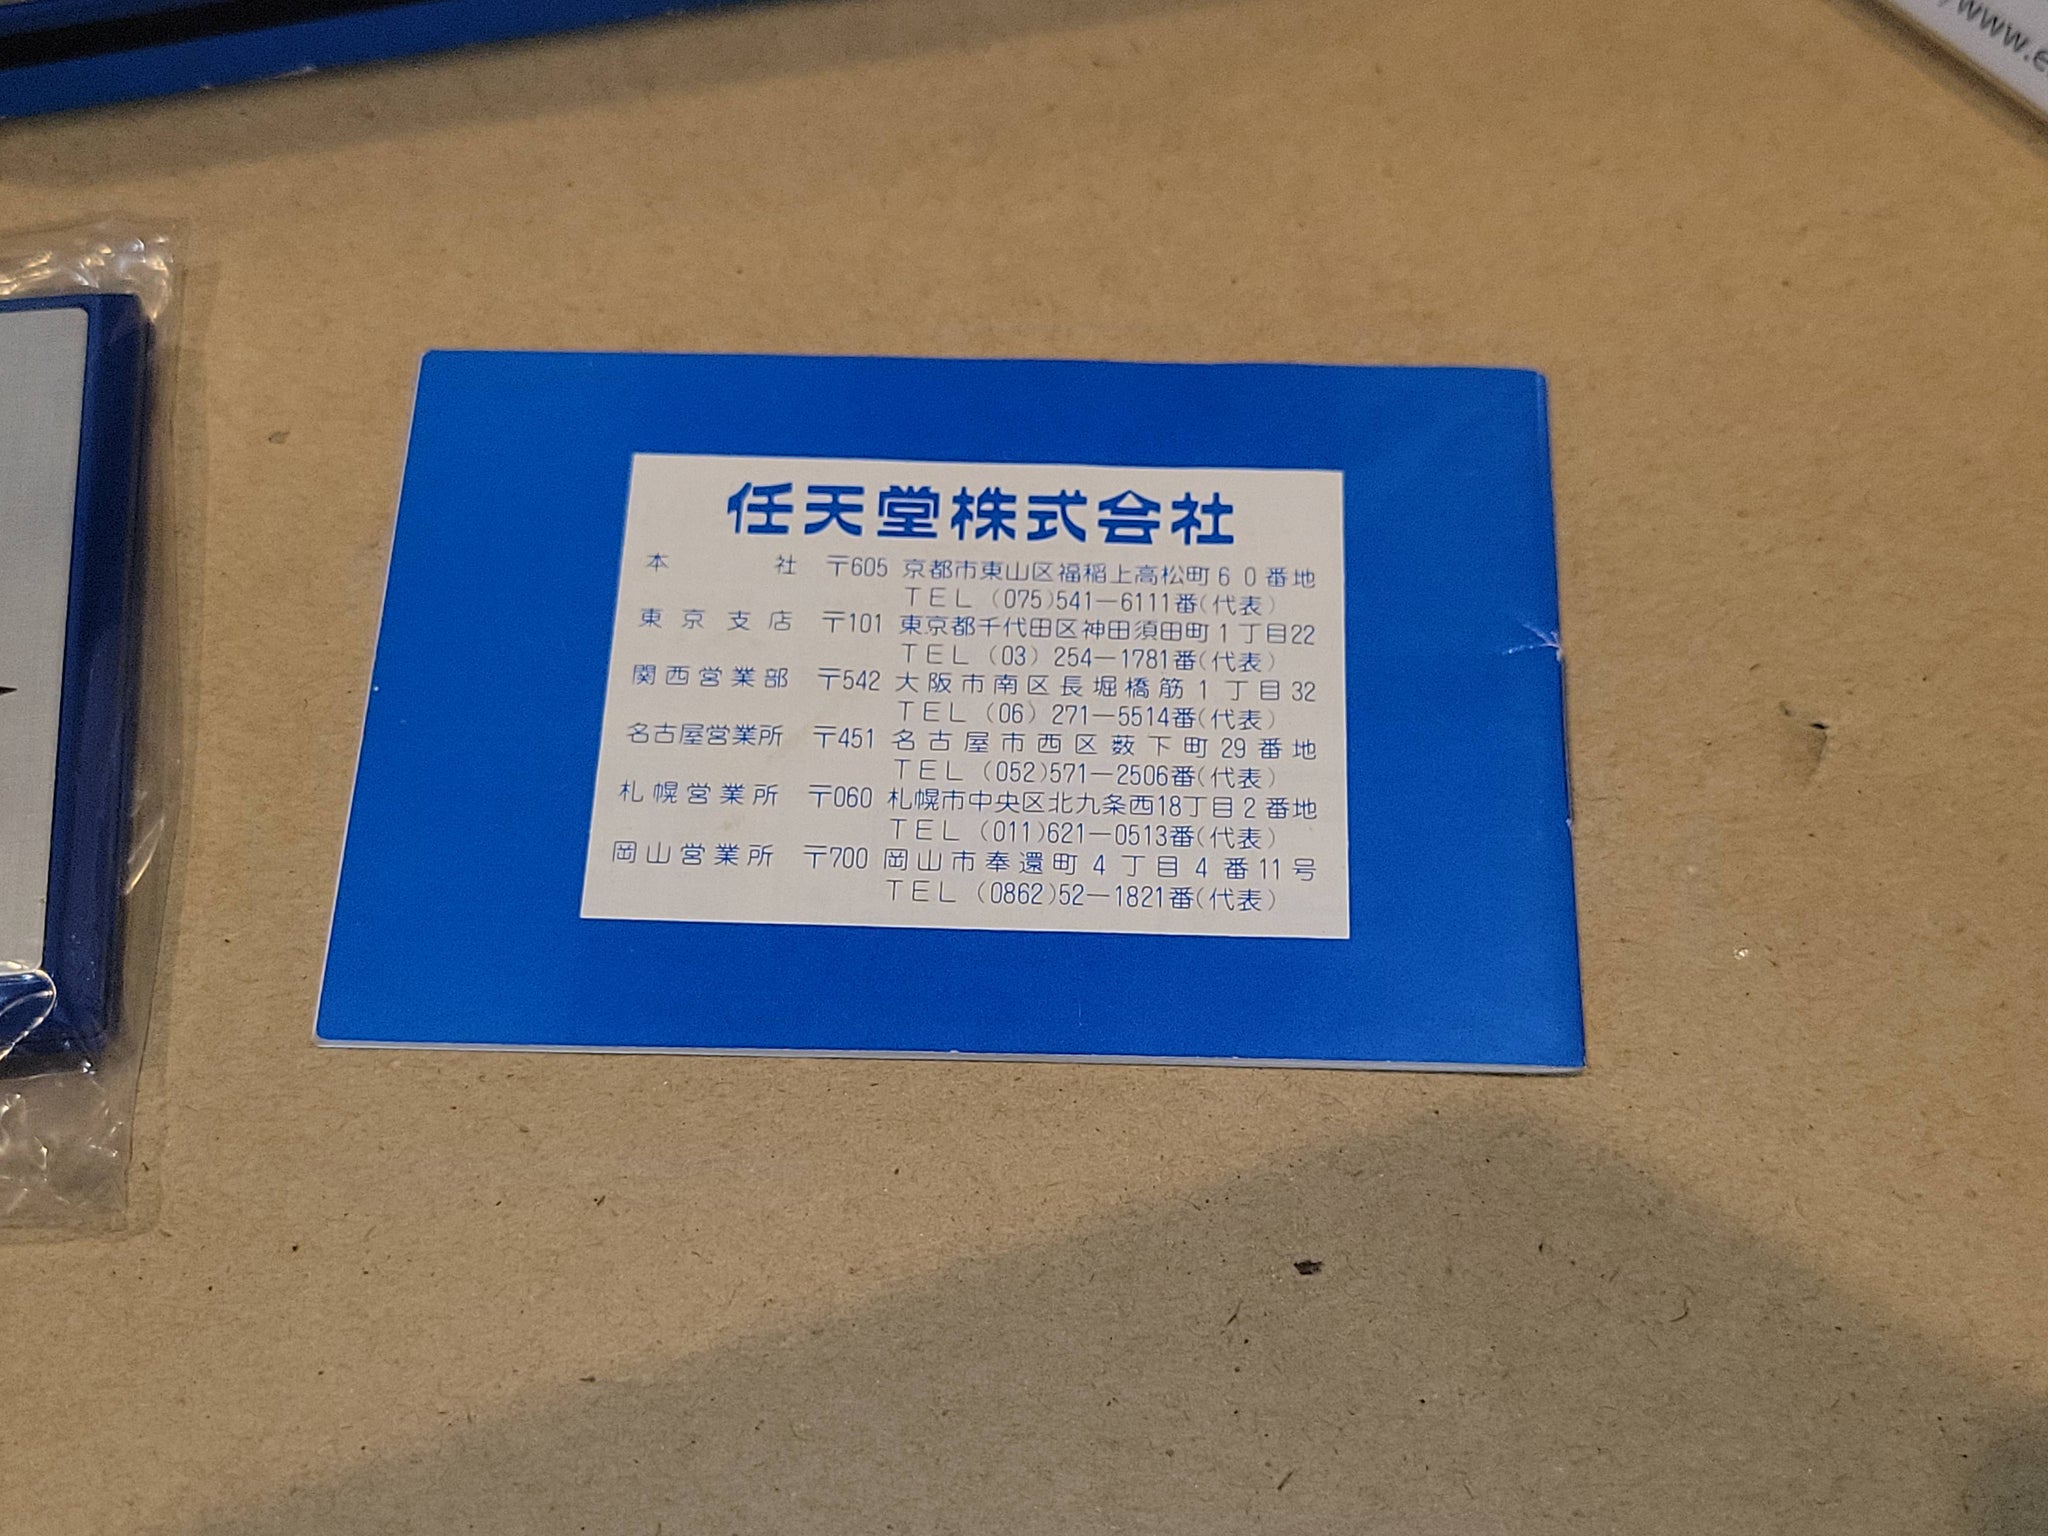 www.e
任天堂株式会社
本社 〒605 京都市東山区福稲上高松町60番地
TEL (075)541-6111番(代表)
東京支店 〒101 東京都千代田区神田須田町1丁目22
TEL (03) 254-1781番(代表)
関西営業部 〒542 大阪市南区長堀橋筋1丁目32
TEL (06) 271-5514番(代表)
名古屋営業所 〒451 名古屋市西区薮下町29番地
TEL (052)571-2506番(代表)
札幌営業所 〒060 札幌市中央区北九条西18丁目2番地
TEL (011)621-0513番(代表)
岡山営業所 〒700 岡山市奉還町4丁目4番11号
TEL (0862)52-1821番(代表)